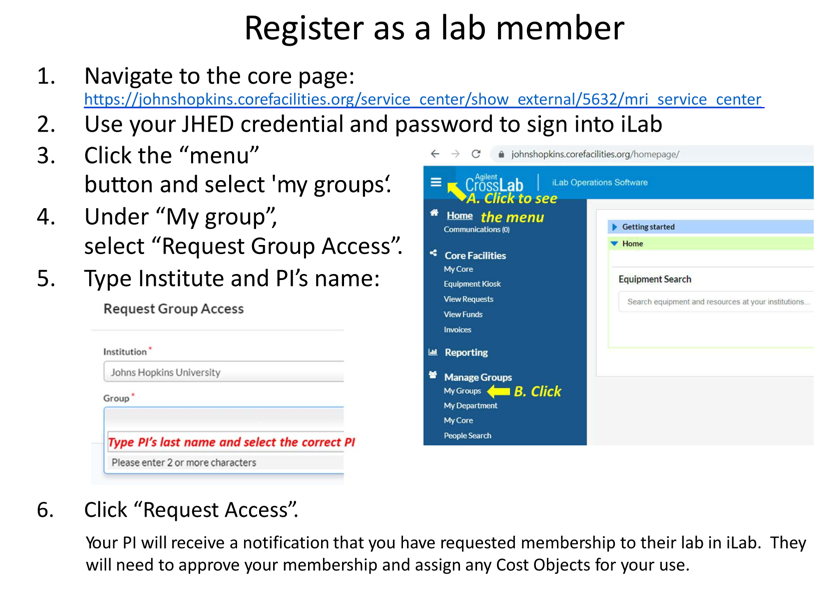 Register as a lab member
1. Navigate to the core page:
https://johnshopkins.corefacilities.org/service_center/show_external/5632/mri_service_center
2. Use your JHED credential and password to sign into iLab
3. Click the “menu”
button and select 'my groups‘.
4. Under “My group”,
select “Request Group Access”.
5. Type Institute and PI’s name:
Request Group Access
Institution *
Johns Hopkins University
Group *
Type PI's last name and select the correct PI
Please enter 2 or more characters
johnshopkins.corefacilities.org/homepage/
Agilent
CrossLab
iLab Operations Software
A. Click to see
the menu
Home
Communications (0)
Core Facilities
My Core
Equipment Kiosk
View Requests
View Funds
Invoices
Reporting
Manage Groups
My Groups
B. Click
My Department
My Core
People Search
Getting started
Home
Equipment Search
Search equipment and resources at your institutions...
6. Click “Request Access”.
Your PI will receive a notification that you have requested membership to their lab in iLab. They
will need to approve your membership and assign any Cost Objects for your use.